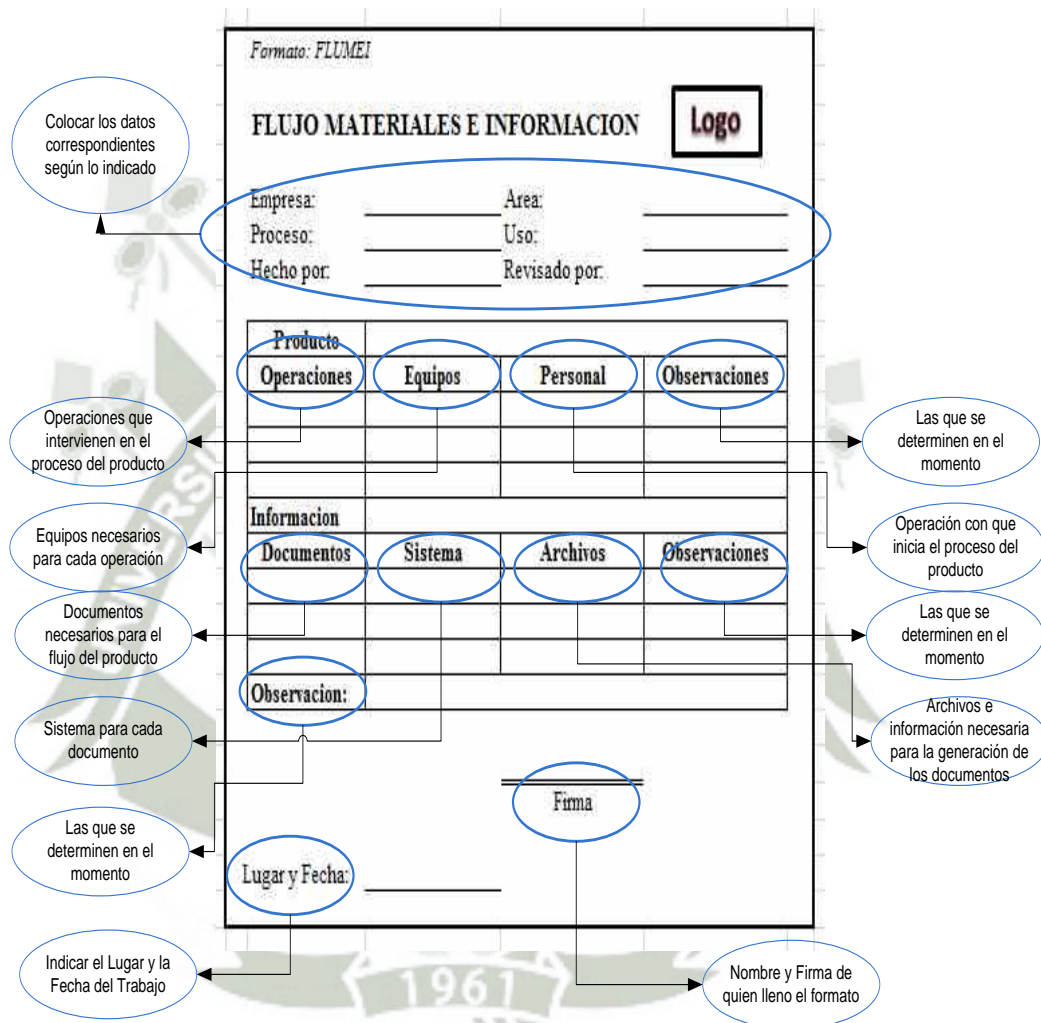 Formato: FLUMEI
FLUJO MATERIALES E INFORMACION
Logo
Colocar los datos
correspondientes
según lo indicado
Empresa:
Area:
Proceso:
Uso:
Hecho por:
Revisado por:
Producto
Operaciones
Equipos
Personal
Observaciones
Operaciones que
intervienen en el
proceso del producto
Las que se
determinen en el
momento
Informacion
Documentos
Sistema
Archivos
Observaciones
Equipos necesarios
para cada operación
Operación con que
inicia el proceso del
producto
Documentos
necesarios para el
flujo del producto
Las que se
determinen en el
momento
Observacion:
Sistema para cada
documento
Archivos e
información necesaria
para la generación de
los documentos
Firma
Las que se
determinen en el
momento
Lugar y Fecha:
Indicar el Lugar y la
Fecha del Trabajo
Nombre y Firma de
quien lleno el formato
1961